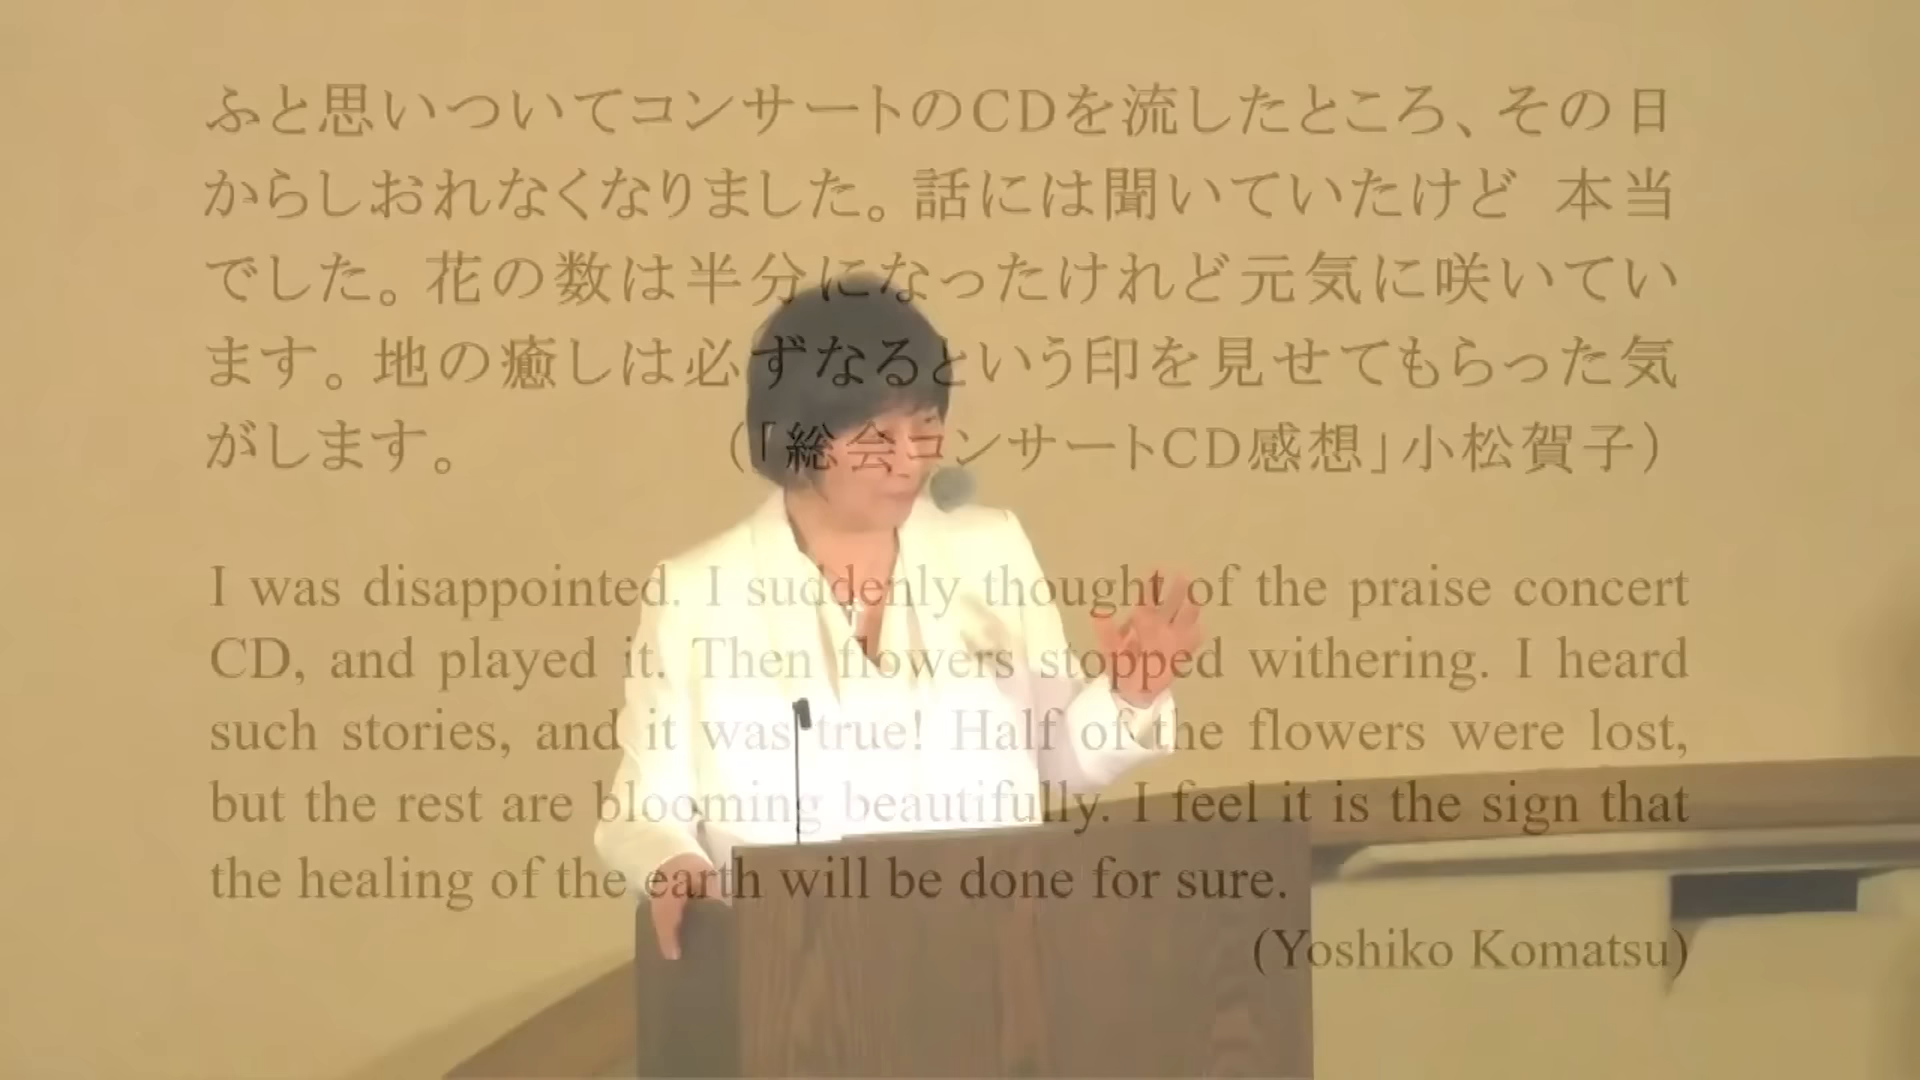 ふと思いついてコンサートのCDを流したところ、その日
からしおれなくなりました。話には聞いていたけど 本当
でした。花の数は半分になったけれど元気に咲いてい
ます。地の癒しは必ずなるという印を見せてもらった気
がします。 (「総会コンサートCD感想」小松賀子)
I was disappointed. I suddenly thought of the praise concert
CD, and played it. Then flowers stopped withering. I heard
such stories, and it was true! Half of the flowers were lost,
but the rest are blooming beautifully. I feel it is the sign that
the healing of the earth will be done for sure.
(Yoshiko Komatsu)